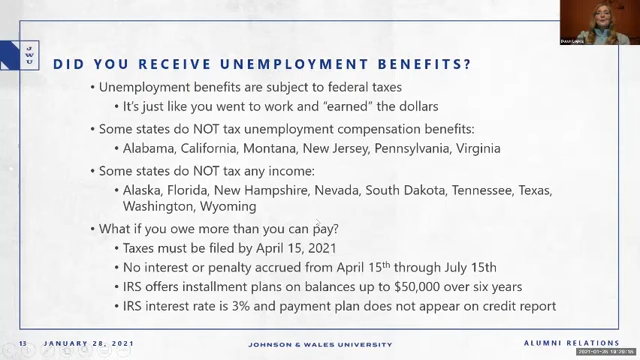 JWU
DID YOU RECEIVE UNEMPLOYMENT BENEFITS?
• Unemployment benefits are subject to federal taxes
• It's just like you went to work and "earned" the dollars
• Some states do NOT tax unemployment compensation benefits:
• Alabama, California, Montana, New Jersey, Pennsylvania, Virginia
• Some states do NOT tax any income:
• Alaska, Florida, New Hampshire, Nevada, South Dakota, Tennessee, Texas,
Washington, Wyoming
• What if you owe more than you can pay?
• Taxes must be filed by April 15, 2021
• No interest or penalty accrued from April 15th through July 15th
• IRS offers installment plans on balances up to $50,000 over six years
• IRS interest rate is 3% and payment plan does not appear on credit report
13 JANUARY 28, 2021
JOHNSON & WALES UNIVERSITY
ALUMNI RELATIONS